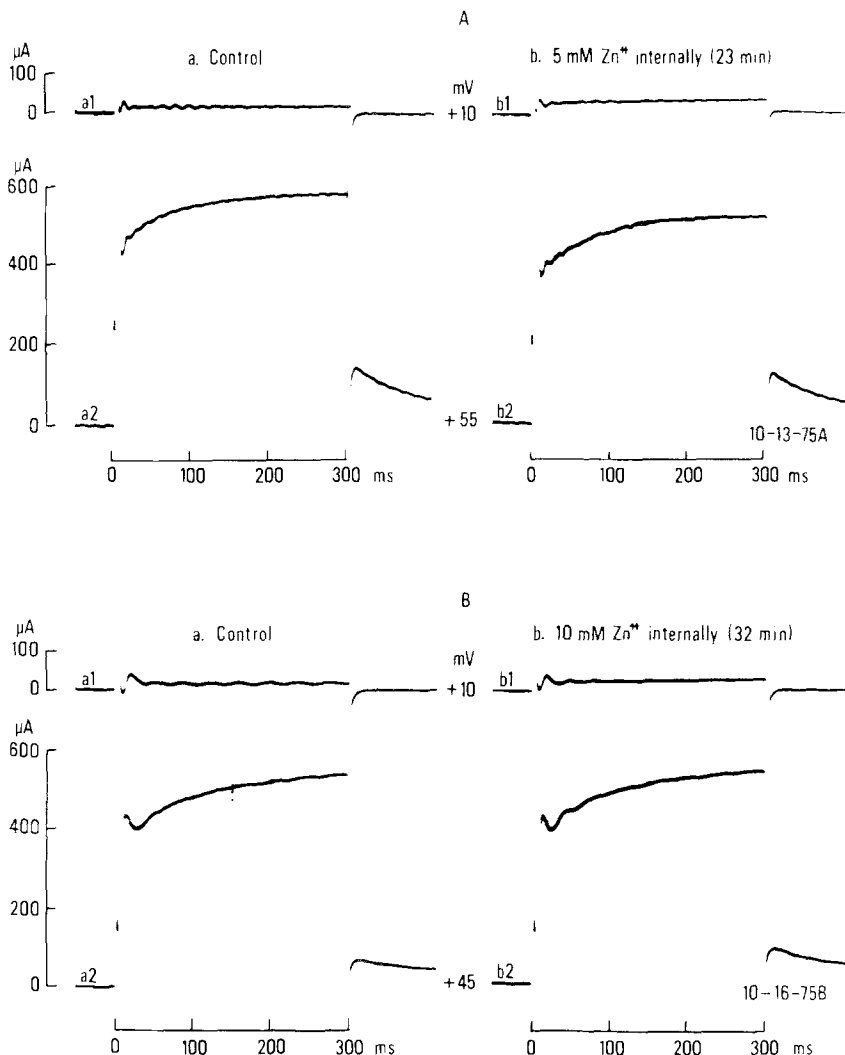 A
a. Control
b. 5 mM Zn⁺⁺ internally (23 min)
µA
100
0
a1
mV
+10
b1
µA
600
400
200
0
a2
+55
b2
10-13-75A
0 100 200 300 ms
0 100 200 300 ms
B
a. Control
b. 10 mM Zn⁺⁺ internally (32 min)
µA
100
0
a1
mV
+10
b1
µA
600
400
200
0
a2
+45
b2
10-16-75B
0 100 200 300 ms
0 100 200 300 ms